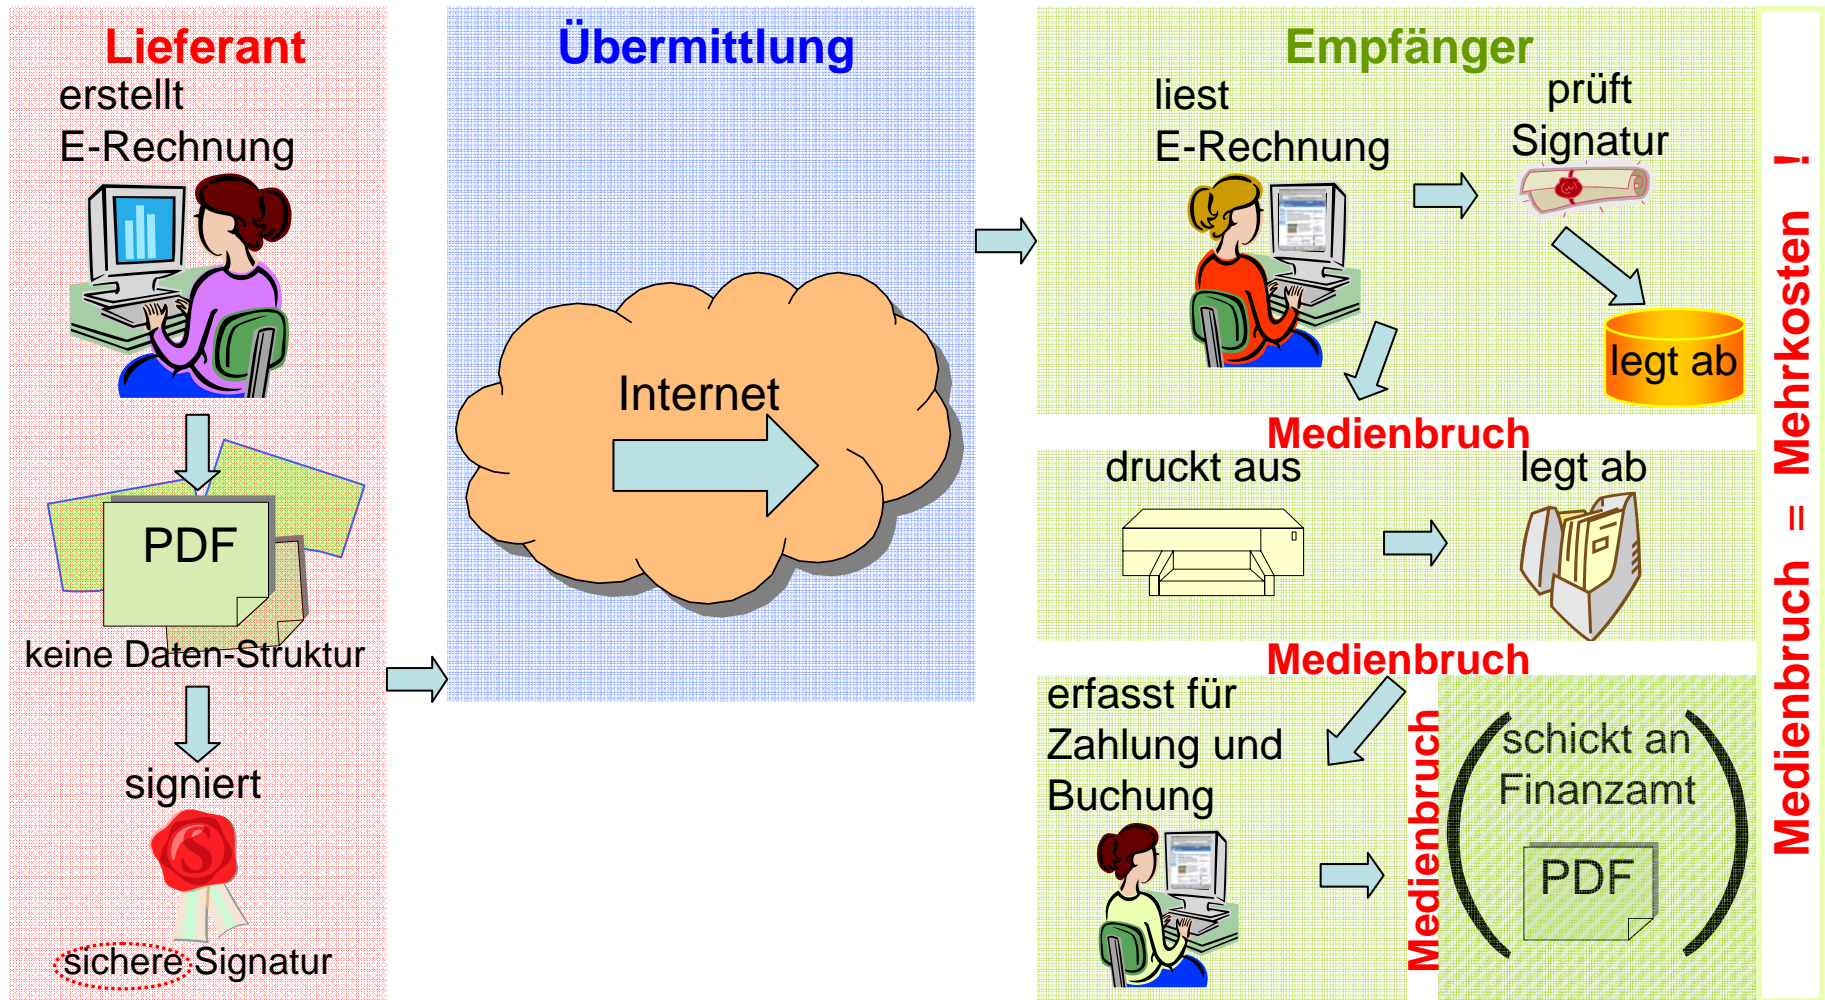 Lieferant
erstellt
E-Rechnung
PDF
keine Daten-Struktur
signiert
S
sichere Signatur
Übermittlung
Internet
Empfänger
liest
E-Rechnung
prüft
Signatur
legt ab
Medienbruch
druckt aus
legt ab
Medienbruch
erfasst für
Zahlung und
Buchung
Medienbruch
(schickt an
Finanzamt
PDF)
Medienbruch = Mehrkosten !